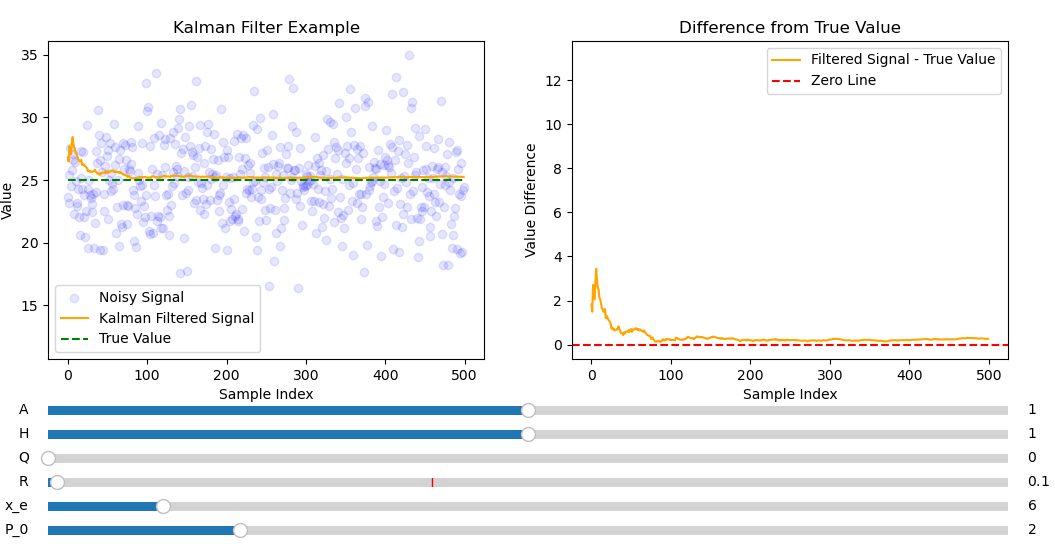 Kalman Filter Example
35
30
25
20
15
Value
Noisy Signal
Kalman Filtered Signal
True Value
0 100 200 300 400 500
Sample Index
Difference from True Value
12
10
8
6
4
2
0
Value Difference
Filtered Signal - True Value
Zero Line
0 100 200 300 400 500
Sample Index
A 1
H 1
Q 0
R 0.1
x_e 6
P_0 2